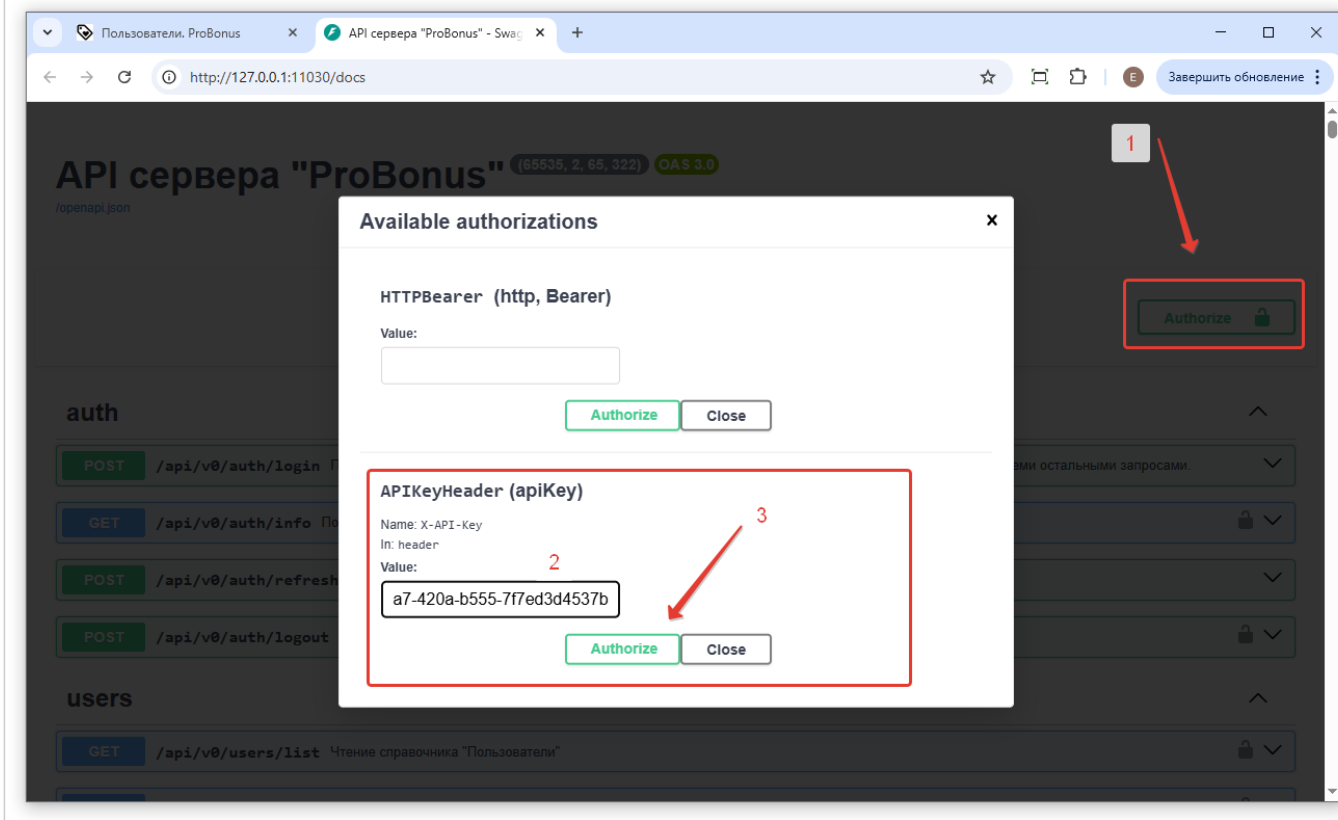 Пользователи. ProBonus
API сервера "ProBonus" - Swag
http://127.0.0.1:11030/docs
E
Завершить обновление
1
API сервера "ProBonus" (65535, 2, 65, 322) OAS 3.0
/openapi.json
Available authorizations
HTTPBearer (http, Bearer)
Value:
Authorize
Authorize
Close
auth
POST /api/v0/auth/login
еми остальными запросами.
APIKeyHeader (apiKey)
3
GET /api/v0/auth/info По
Name: X-API-Key
In: header
2
Value:
POST /api/v0/auth/refresh
a7-420a-b555-7f7ed3d4537b
POST /api/v0/auth/logout
Authorize
Close
users
GET /api/v0/users/list Чтение справочника "Пользователи"